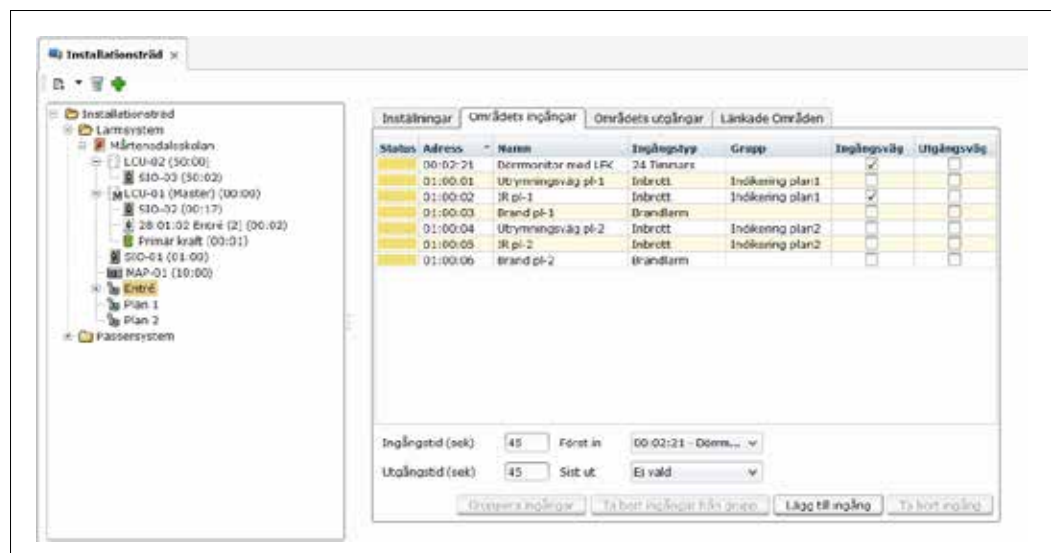 Installationsträd
Installationsträd
Larmsystem
Mårtensdalsskolan
LCU-02 (50:00)
SIO-03 (50:02)
LCU-01 (Master) (00:00)
SIO-02 (00:17)
28 01:02 Entré [2] (00:02)
Primär kraft (00:01)
SIO-01 (01:00)
MAP-01 (10:00)
Entré
Plan 1
Plan 2
Passersystem
Inställningar Områdets ingångar Områdets utgångar Länkade Områden
Status Adress Namn Ingångstyp Grupp Ingångsväg Utgångsväg
00:02:21 Dörrmonitor med LFK 24 Timmars
01:00:01 Utrymningsväg pl-1 Inbrott Indikering plan1
01:00:02 IR pl-1 Inbrott Indikering plan1
01:00:03 Brand pl-1 Brandlarm
01:00:04 Utrymningsväg pl-2 Inbrott Indikering plan2
01:00:05 IR pl-2 Inbrott Indikering plan2
01:00:06 Brand pl-2 Brandlarm
Ingångstid (sek) 45 Först in 00:02:21 - Dörrm...
Utgångstid (sek) 45 Sist ut Ej vald
Gruppera ingångar Ta bort ingångar från grupp Lägg till ingång Ta bort ingång